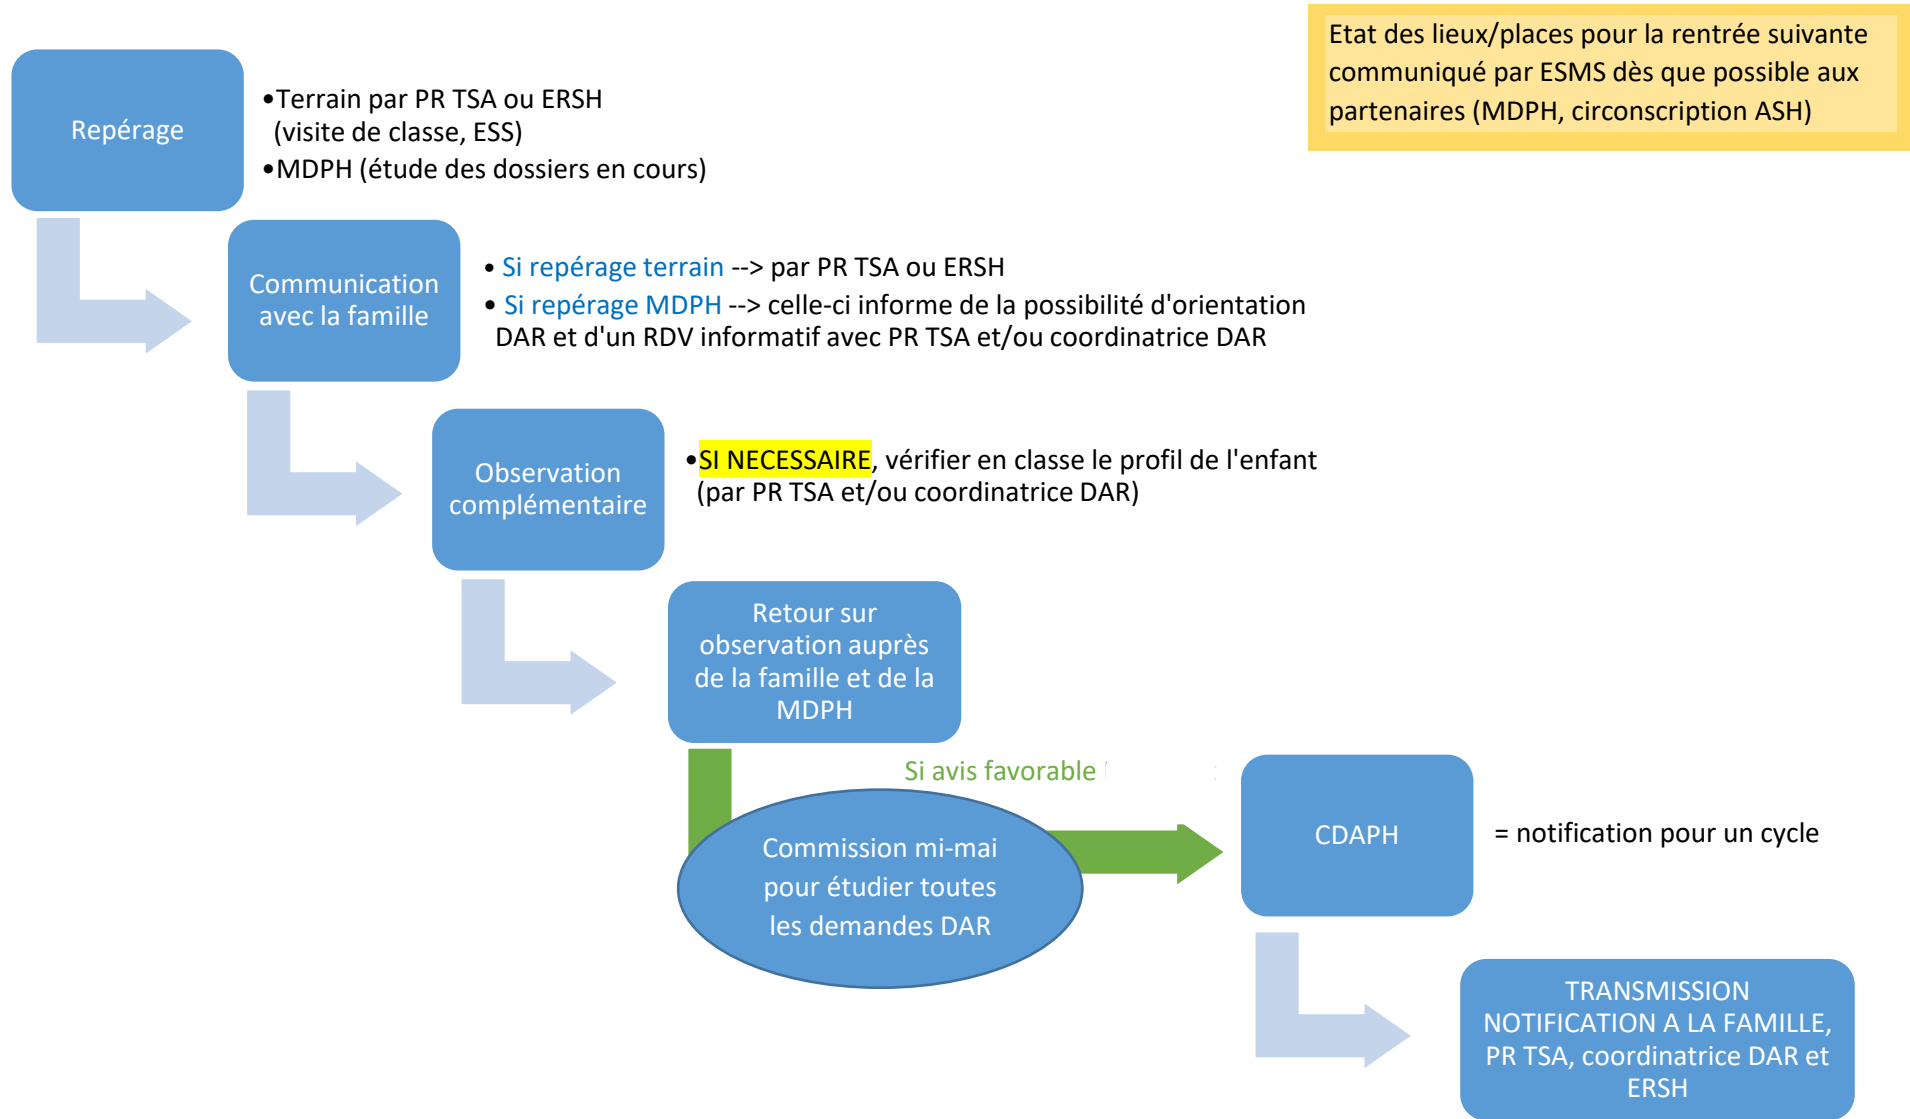 Etat des lieux/places pour la rentrée suivante
communiqué par ESMS dès que possible aux
partenaires (MDPH, circonscription ASH)
Repérage
•Terrain par PR TSA ou ERSH
(visite de classe, ESS)
•MDPH (étude des dossiers en cours)
Communication
avec la famille
• Si repérage terrain --> par PR TSA ou ERSH
• Si repérage MDPH --> celle-ci informe de la possibilité d'orientation
DAR et d'un RDV informatif avec PR TSA et/ou coordinatrice DAR
Observation
complémentaire
•SI NECESSAIRE, vérifier en classe le profil de l'enfant
(par PR TSA et/ou coordinatrice DAR)
Retour sur
observation auprès
de la famille et de la
MDPH
Si avis favorable
Commission mi-mai
pour étudier toutes
les demandes DAR
CDAPH
= notification pour un cycle
TRANSMISSION
NOTIFICATION A LA FAMILLE,
PR TSA, coordinatrice DAR et
ERSH